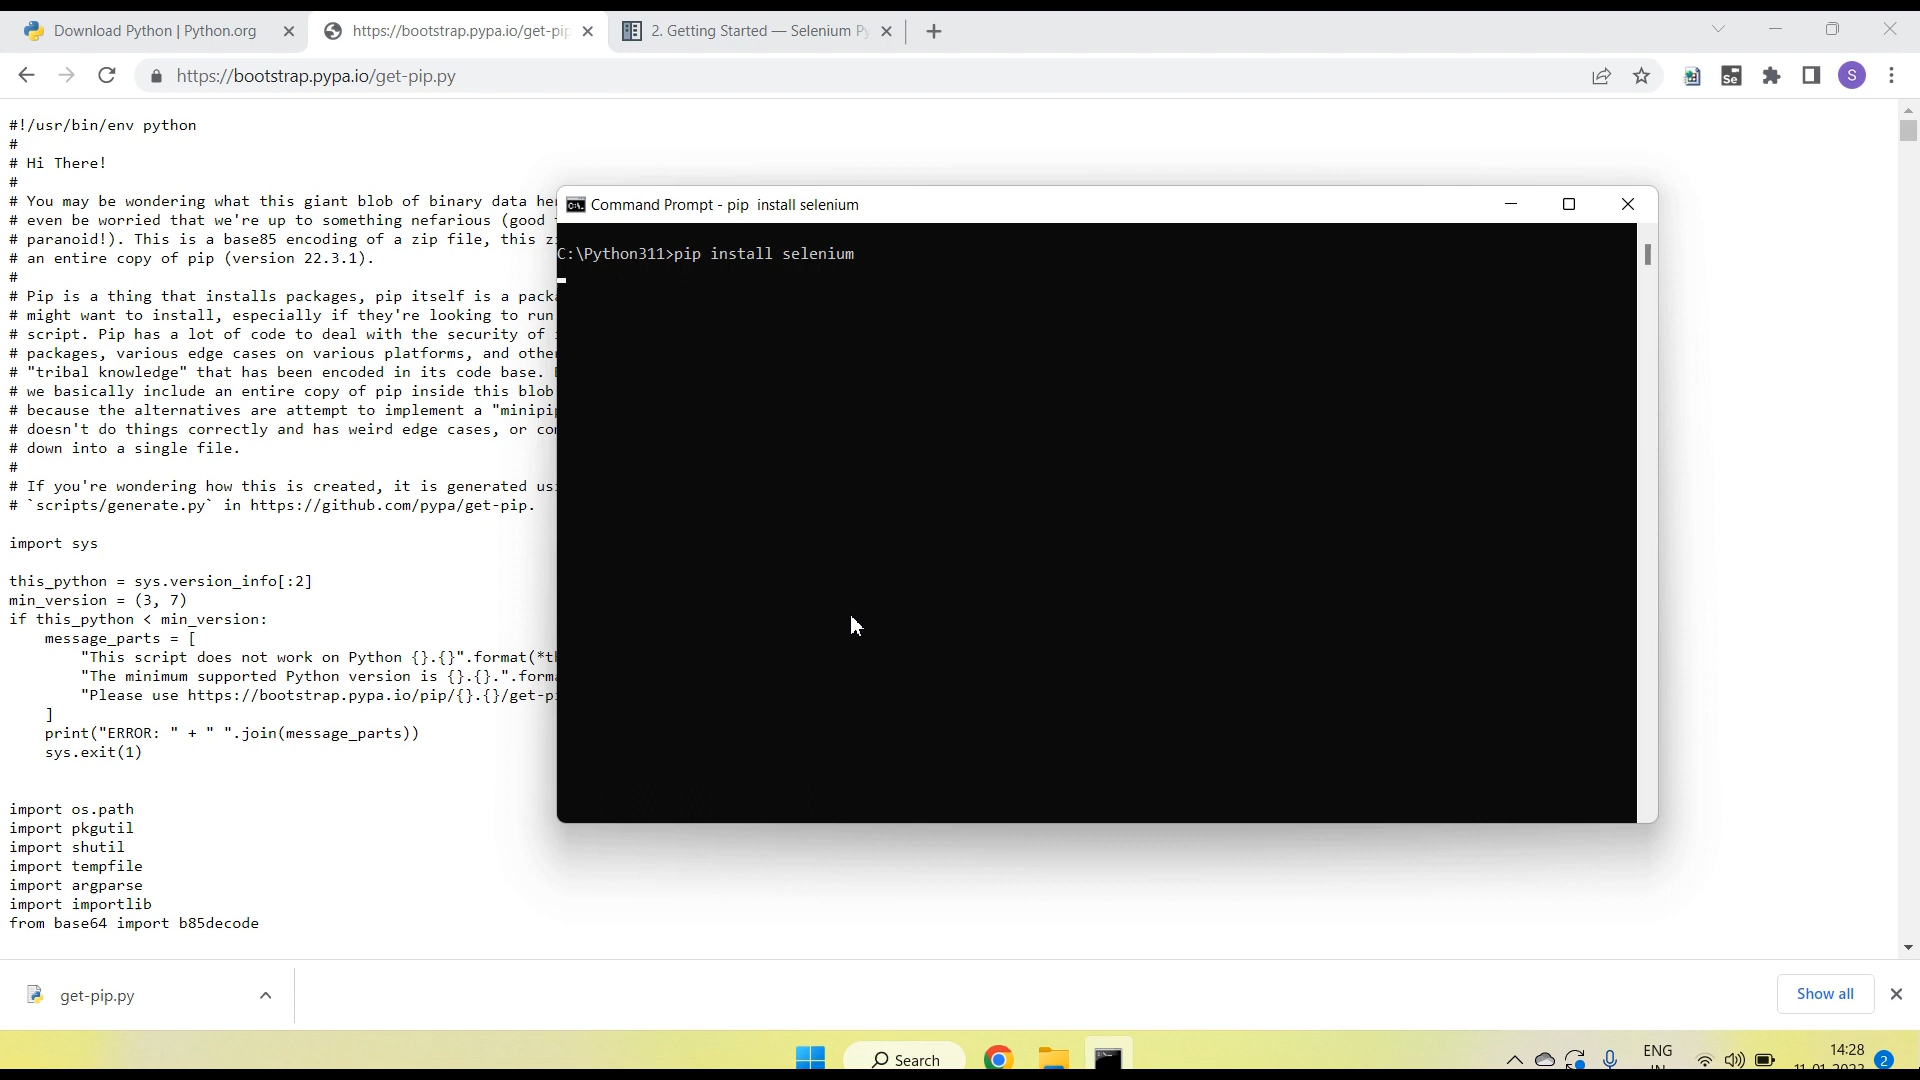 Download Python | Python.org
https://bootstrap.pypa.io/get-pip
2. Getting Started — Selenium Py
https://bootstrap.pypa.io/get-pip.py
Se
S
#!/usr/bin/env python
#
# Hi There!
#
# You may be wondering what this giant blob of binary data he
# even be worried that we're up to something nefarious (good
# paranoid!). This is a base85 encoding of a zip file, this z
# an entire copy of pip (version 22.3.1).
#
# Pip is a thing that installs packages, pip itself is a pack
# might want to install, especially if they're looking to run
# script. Pip has a lot of code to deal with the security of
# packages, various edge cases on various platforms, and othe
# "tribal knowledge" that has been encoded in its code base.
# we basically include an entire copy of pip inside this blob
# because the alternatives are attempt to implement a "minipi
# doesn't do things correctly and has weird edge cases, or co
# down into a single file.
#
# If you're wondering how this is created, it is generated us
# `scripts/generate.py` in https://github.com/pypa/get-pip.
import sys
this_python = sys.version_info[:2]
min_version = (3, 7)
if this_python < min_version:
message_parts = [
"This script does not work on Python {}.{}".format(*t
"The minimum supported Python version is {}.{}.".form
"Please use https://bootstrap.pypa.io/pip/{}.{}/get-p
]
print("ERROR: " + " ".join(message_parts))
sys.exit(1)
import os.path
import pkgutil
import shutil
import tempfile
import argparse
import importlib
from base64 import b85decode
Command Prompt - pip install selenium
C:\Python311>pip install selenium
get-pip.py
Show all
Search
ENG
IN
14:28
11-01-2023
2